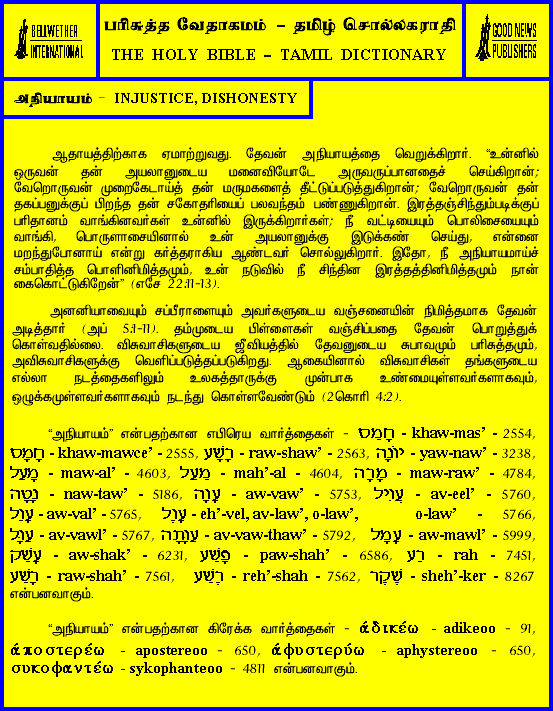 BELLWETHER
INTERNATIONAL
பரிசுத்த வேதாகமம் – தமிழ் சொல்லகராதி
THE HOLY BIBLE – TAMIL DICTIONARY
GOOD NEWS
PUBLISHERS
அநியாயம் – INJUSTICE, DISHONESTY
ஆதாயத்திற்காக ஏமாற்றுவது. தேவன் அநியாயத்தை வெறுக்கிறார். “உன்னில்
ஒருவன் தன் அயலானுடைய மனைவியோடே அருவருப்பானதைச் செய்கிறான்;
வேறொருவன் முறைகேடாய்த் தன் மருமகளைத் தீட்டுப்படுத்துகிறான்; வேறொருவன் தன்
தகப்பனுக்குப் பிறந்த தன் சகோதரியைப் பலவந்தம் பண்ணுகிறான். இரத்தஞ்சிந்தும்படிக்குப்
பரிதானம் வாங்கினவர்கள் உன்னில் இருக்கிறார்கள்; நீ வட்டியையும் பொலிசையையும்
வாங்கி, பொருளாசையினால் உன் அயலானுக்கு இடுக்கண் செய்து, என்னை
மறந்துபோனாய் என்று கர்த்தராகிய ஆண்டவர் சொல்லுகிறார். இதோ, நீ அநியாயமாய்ச்
சம்பாதித்த பொளினிமித்தமும், உன் நடுவில் நீ சிந்தின இரத்தத்தினிமித்தமும் நான்
கைகொட்டுகிறேன்” (எசே 22:11-13).
அனனியாவையும் சப்பீராளையும் அவர்களுடைய வஞ்சனையின் நிமித்தமாக தேவன்
அடித்தார் (அப் 5:1-11). தம்முடைய பிள்ளைகள் வஞ்சிப்பதை தேவன் பொறுத்துக்
கொள்வதில்லை. விசுவாசிகளுடைய ஜீவியத்தில் தேவனுடைய சுபாவமும் பரிசுத்தமும்,
அவிசுவாசிகளுக்கு வெளிப்படுத்தப்படுகிறது. ஆகையினால் விசுவாசிகள் தங்களுடைய
எல்லா நடத்தைகளிலும் உலகத்தாருக்கு முன்பாக உண்மையுள்ளவர்களாகவும்,
ஒழுக்கமுள்ளவர்களாகவும் நடந்து கொள்ளவேண்டும் (2கொரி 4:2).
“அநியாயம்” என்பதற்கான எபிரெய வார்த்தைகள் – חָמַס - khaw-mas’ - 2554,
חָמָס - khaw-mawce’ - 2555, רָשָׁע - raw-shaw’ - 2563, יוֹנָה - yaw-naw’ - 3238,
מָעַל - maw-al’ - 4603, מַעַל - mah’-al - 4604, מָרָה - maw-raw’ - 4784,
נָטָה - naw-taw’ - 5186, עָוָה - aw-vaw’ - 5753, עֲוִיל - av-eel’ - 5760,
עָוַל - aw-val’ - 5765, עָוֶל - eh’-vel, av-law’, o-law’, o-law’ - 5766,
עַוָּל - av-vawl’ - 5767, עַוָּתָה - av-vaw-thaw’ - 5792, עָמָל - aw-mawl’ - 5999,
עָשַׁק - aw-shak’ - 6231, פָּשַׁע - paw-shah’ - 6586, רַע - rah - 7451,
רָשַׁע - raw-shah’ - 7561, רֶשַׁע - reh’-shah - 7562, שֶׁקֶר - sheh’-ker - 8267
என்பனவாகும்.
“அநியாயம்” என்பதற்கான கிரேக்க வார்த்தைகள் - ἀδικέω - adikeoo - 91,
ἀποστερέω - apostereoo - 650, ἀφυστερύω - aphystereoo - 650,
συκοφαντέω - sykophanteoo - 4811 என்பனவாகும்.